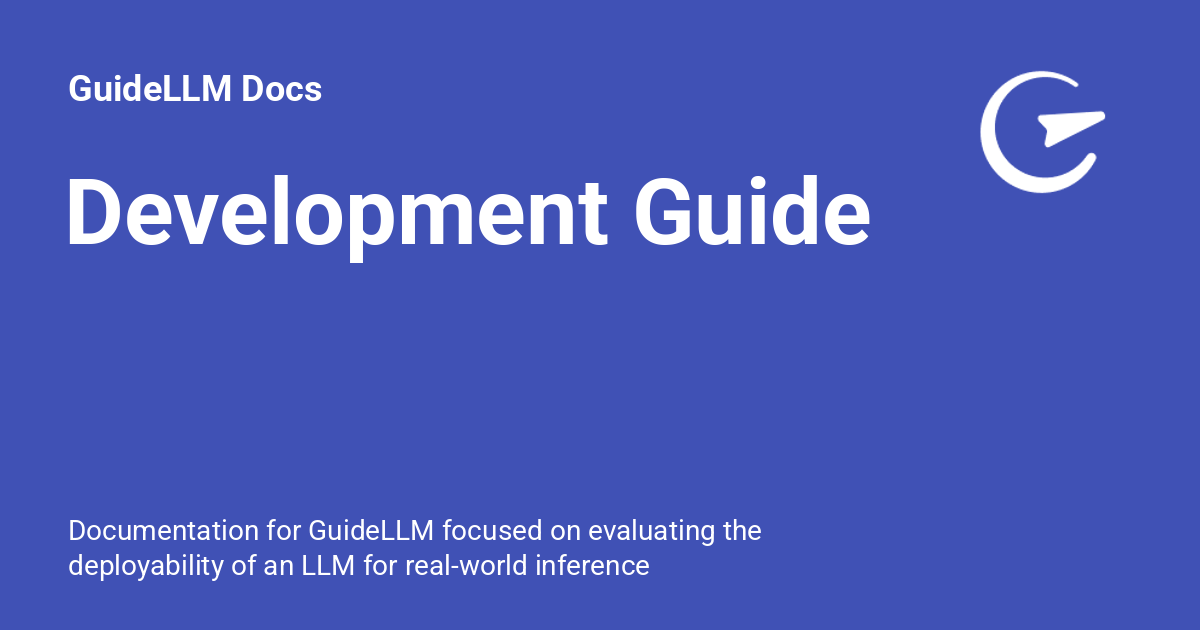 GuideLLM Docs
Development Guide
Documentation for GuideLLM focused on evaluating the
deployability of an LLM for real-world inference